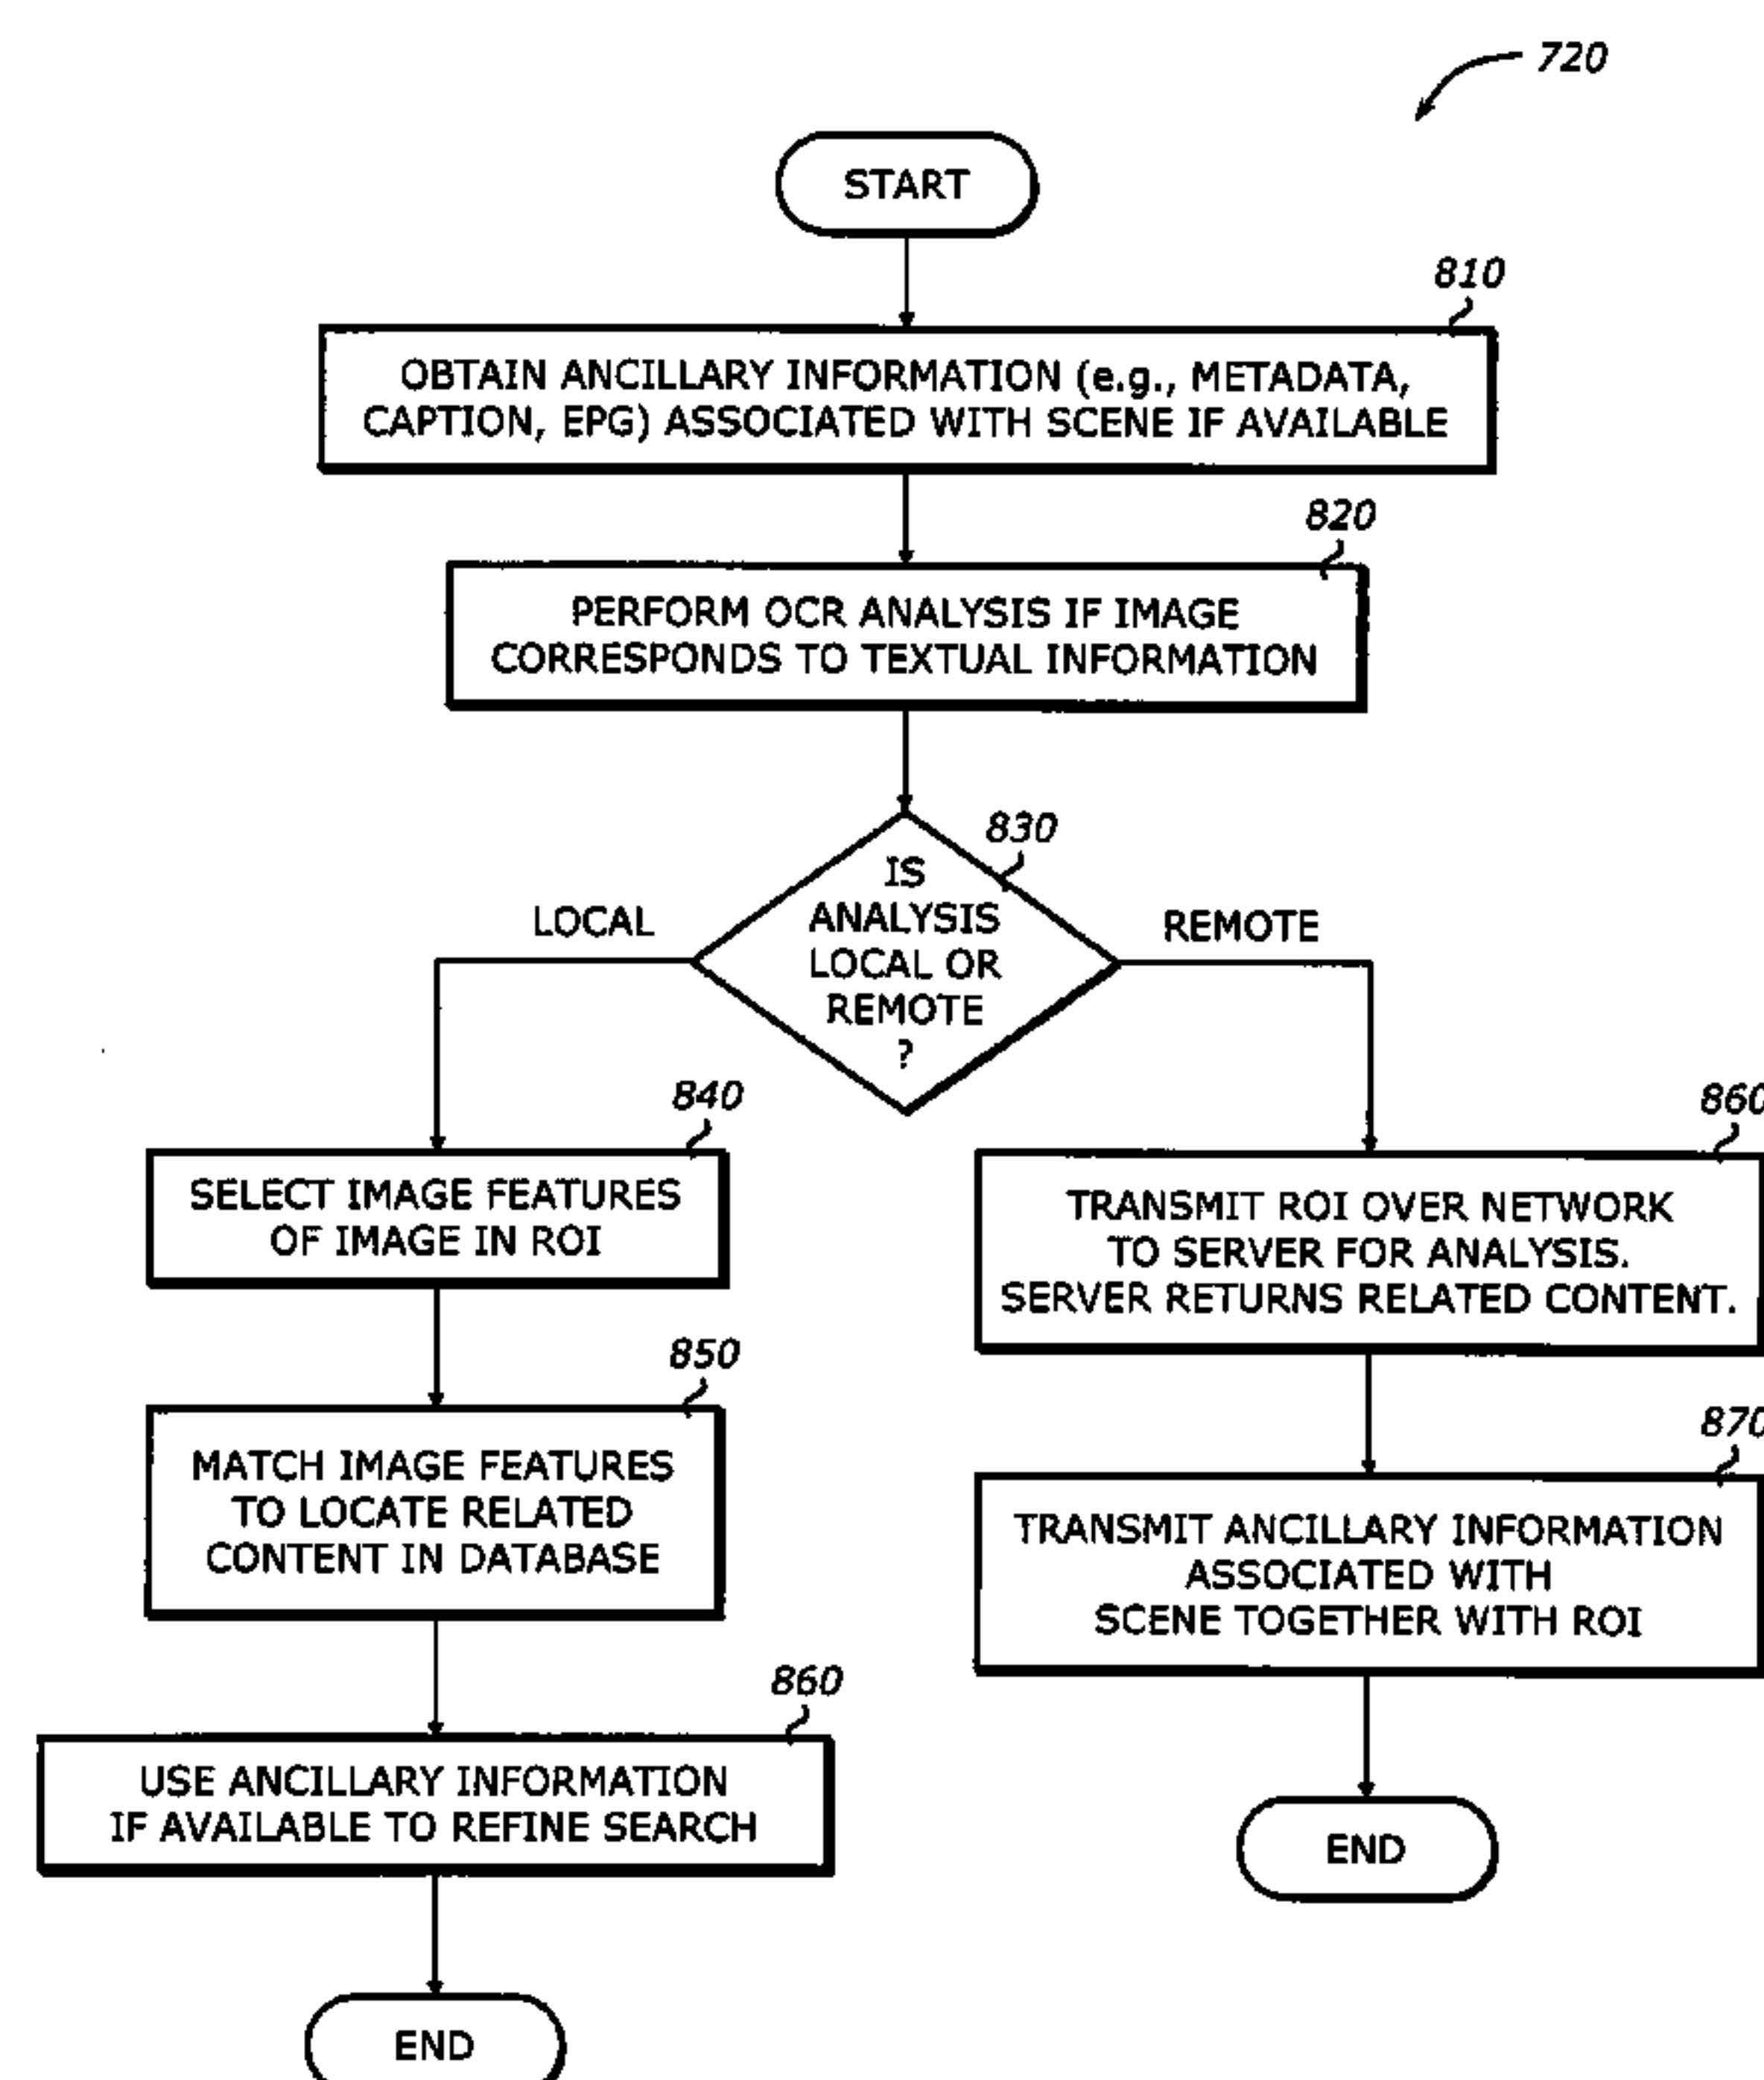 720
START
810
OBTAIN ANCILLARY INFORMATION (e.g., METADATA,
CAPTION, EPG) ASSOCIATED WITH SCENE IF AVAILABLE
820
PERFORM OCR ANALYSIS IF IMAGE
CORRESPONDS TO TEXTUAL INFORMATION
830
IS
ANALYSIS
LOCAL OR
REMOTE
?
LOCAL
REMOTE
840
SELECT IMAGE FEATURES
OF IMAGE IN ROI
850
MATCH IMAGE FEATURES
TO LOCATE RELATED
CONTENT IN DATABASE
860
USE ANCILLARY INFORMATION
IF AVAILABLE TO REFINE SEARCH
END
860
TRANSMIT ROI OVER NETWORK
TO SERVER FOR ANALYSIS.
SERVER RETURNS RELATED CONTENT.
870
TRANSMIT ANCILLARY INFORMATION
ASSOCIATED WITH
SCENE TOGETHER WITH ROI
END